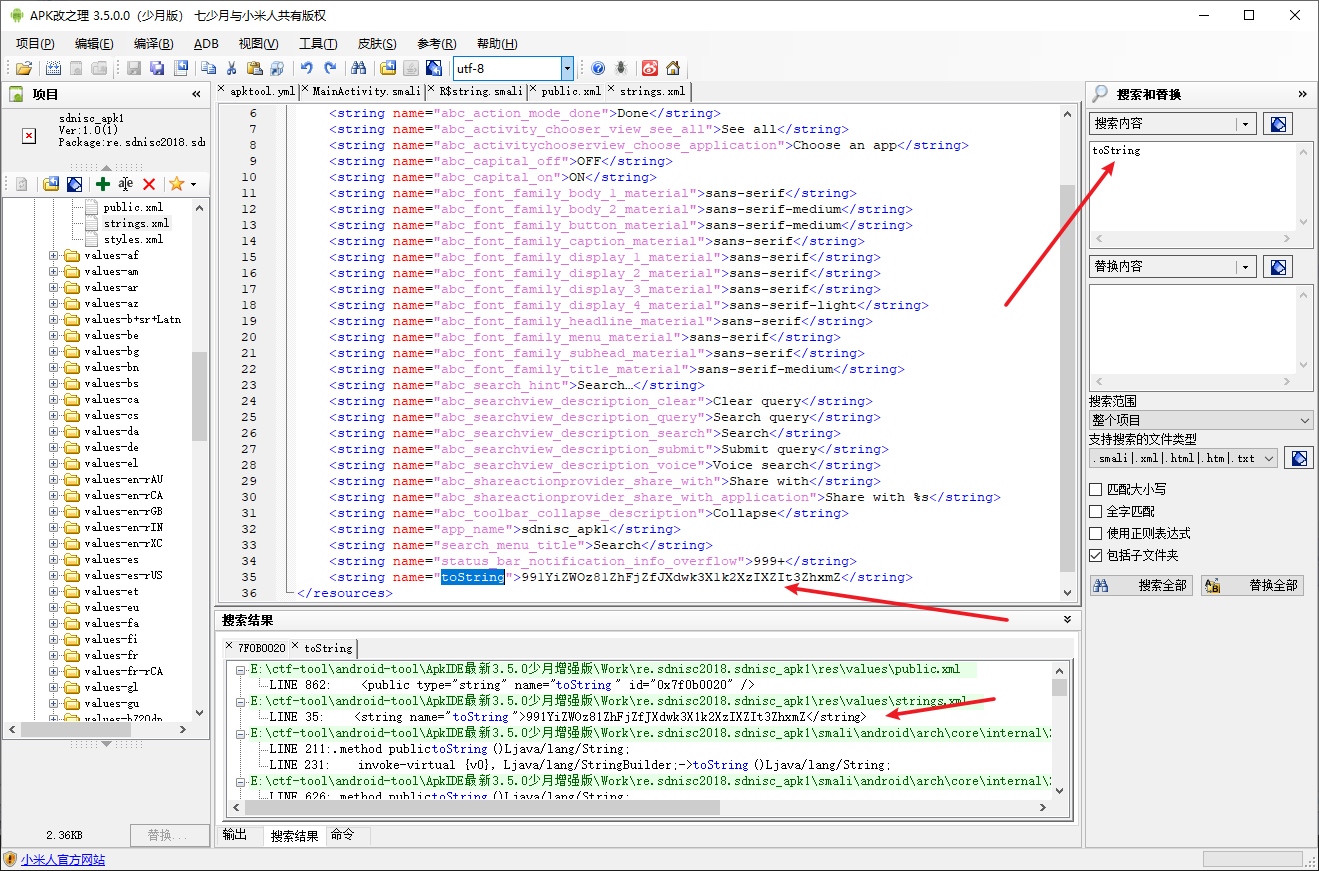 APK改之理 3.5.0.0（少月版） 七少月与小米人共有版权
项目(P) 编辑(E) 编译(B) ADB 视图(V) 工具(T) 皮肤(S) 参考(R) 帮助(H)
utf-8
项目 «
sdnisc_apk1
Ver:1.0(1)
Package:re.sdnisc2018.sd
public.xml
strings.xml
styles.xml
values-af
values-am
values-ar
values-az
values-b+sr+Latn
values-be
values-bg
values-bn
values-bs
values-ca
values-cs
values-da
values-de
values-el
values-en-rAU
values-en-rCA
values-en-rGB
values-en-rIN
values-en-rXC
values-es
values-es-rUS
values-et
values-eu
values-fa
values-fi
values-fr
values-fr-rCA
values-gl
values-gu
values-h720dp
2.36KB 替换...
小米人官方网站
apktool.yml MainActivity.smali R$string.smali public.xml strings.xml
6 <string name="abc_action_mode_done">Done</string>
7 <string name="abc_activity_chooser_view_see_all">See all</string>
8 <string name="abc_activitychooserview_choose_application">Choose an app</string>
9 <string name="abc_capital_off">OFF</string>
10 <string name="abc_capital_on">ON</string>
11 <string name="abc_font_family_body_1_material">sans-serif</string>
12 <string name="abc_font_family_body_2_material">sans-serif-medium</string>
13 <string name="abc_font_family_button_material">sans-serif-medium</string>
14 <string name="abc_font_family_caption_material">sans-serif</string>
15 <string name="abc_font_family_display_1_material">sans-serif</string>
16 <string name="abc_font_family_display_2_material">sans-serif</string>
17 <string name="abc_font_family_display_3_material">sans-serif</string>
18 <string name="abc_font_family_display_4_material">sans-serif-light</string>
19 <string name="abc_font_family_headline_material">sans-serif</string>
20 <string name="abc_font_family_menu_material">sans-serif</string>
21 <string name="abc_font_family_subhead_material">sans-serif</string>
22 <string name="abc_font_family_title_material">sans-serif-medium</string>
23 <string name="abc_search_hint">Search…</string>
24 <string name="abc_searchview_description_clear">Clear query</string>
25 <string name="abc_searchview_description_query">Search query</string>
26 <string name="abc_searchview_description_search">Search</string>
27 <string name="abc_searchview_description_submit">Submit query</string>
28 <string name="abc_searchview_description_voice">Voice search</string>
29 <string name="abc_shareactionprovider_share_with">Share with</string>
30 <string name="abc_shareactionprovider_share_with_application">Share with %s</string>
31 <string name="abc_toolbar_collapse_description">Collapse</string>
32 <string name="app_name">sdnisc_apk1</string>
33 <string name="search_menu_title">Search</string>
34 <string name="status_bar_notification_info_overflow">999+</string>
35 <string name="toString">991YiZWOz81ZhFjZfJXdwk3X1k2XzIXZIt3ZhxmZ</string>
36 </resources>
搜索结果
7F0B0020 toString
E:\ctf-tool\android-tool\ApkIDE最新3.5.0少月增强版\Work\re.sdnisc2018.sdnisc_apk1\res\values\public.xml
LINE 862: <public type="string" name="toString" id="0x7f0b0020" />
E:\ctf-tool\android-tool\ApkIDE最新3.5.0少月增强版\Work\re.sdnisc2018.sdnisc_apk1\res\values\strings.xml
LINE 35: <string name="toString">991YiZWOz81ZhFjZfJXdwk3X1k2XzIXZIt3ZhxmZ</string>
E:\ctf-tool\android-tool\ApkIDE最新3.5.0少月增强版\Work\re.sdnisc2018.sdnisc_apk1\smali\android\arch\core\internal\
LINE 211:.method publictoString()Ljava/lang/String;
LINE 231: invoke-virtual {v0}, Ljava/lang/StringBuilder;->toString()Ljava/lang/String;
E:\ctf-tool\android-tool\ApkIDE最新3.5.0少月增强版\Work\re.sdnisc2018.sdnisc_apk1\smali\android\arch\core\internal\
LINE 626:.method publictoString()Ljava/lang/String;
输出 搜索结果 命令
搜索和替换 »
搜索内容
toString
替换内容
搜索范围
整个项目
支持搜索的文件类型
.smali|.xml|.html|.htm|.txt
匹配大小写
全字匹配
使用正则表达式
包括子文件夹
搜索全部 替换全部